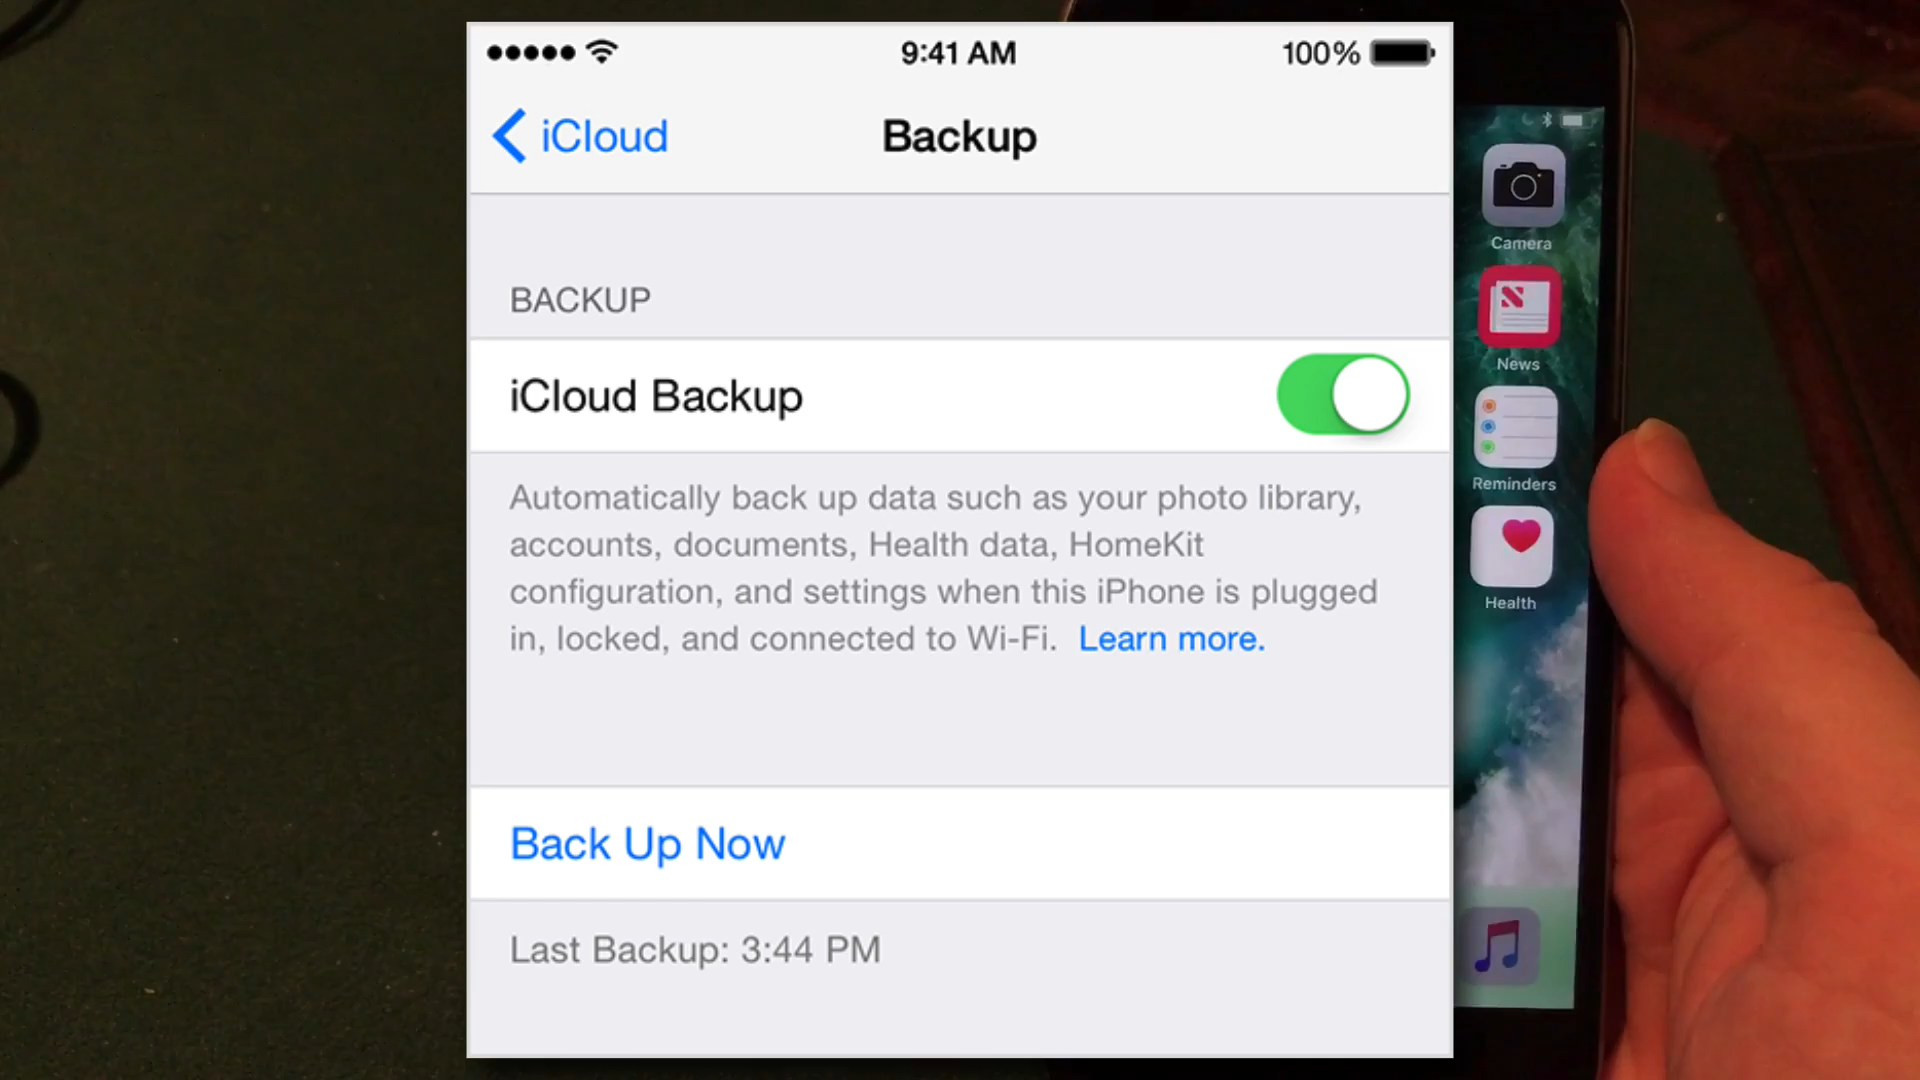 9:41 AM
100%
iCloud
Backup
BACKUP
iCloud Backup
Automatically back up data such as your photo library,
accounts, documents, Health data, HomeKit
configuration, and settings when this iPhone is plugged
in, locked, and connected to Wi-Fi. Learn more.
Back Up Now
Last Backup: 3:44 PM
Camera
News
Reminders
Health